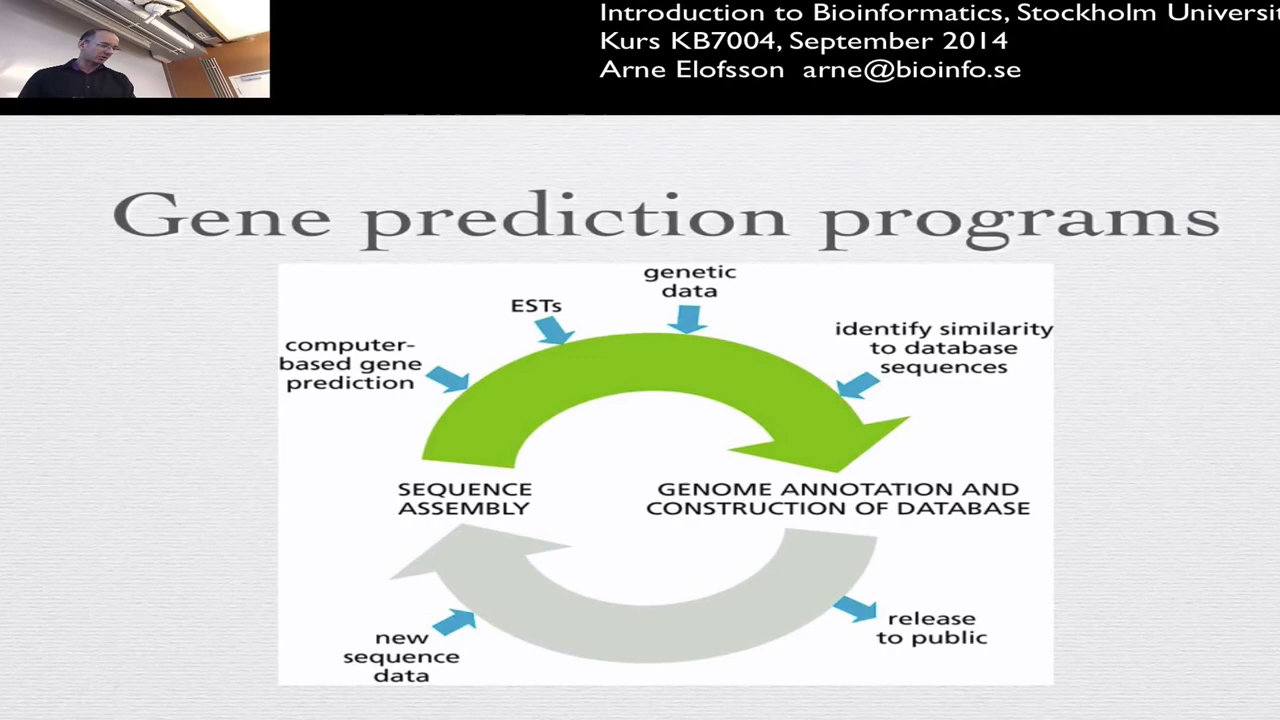 Introduction to Bioinformatics, Stockholm Universi
Kurs KB7004, September 2014
Arne Elofsson arne@bioinfo.se
Gene prediction programs
genetic
data
ESTs
identify similarity
to database
sequences
computer-
based gene
prediction
SEQUENCE
ASSEMBLY
GENOME ANNOTATION AND
CONSTRUCTION OF DATABASE
release
to public
new
sequence
data